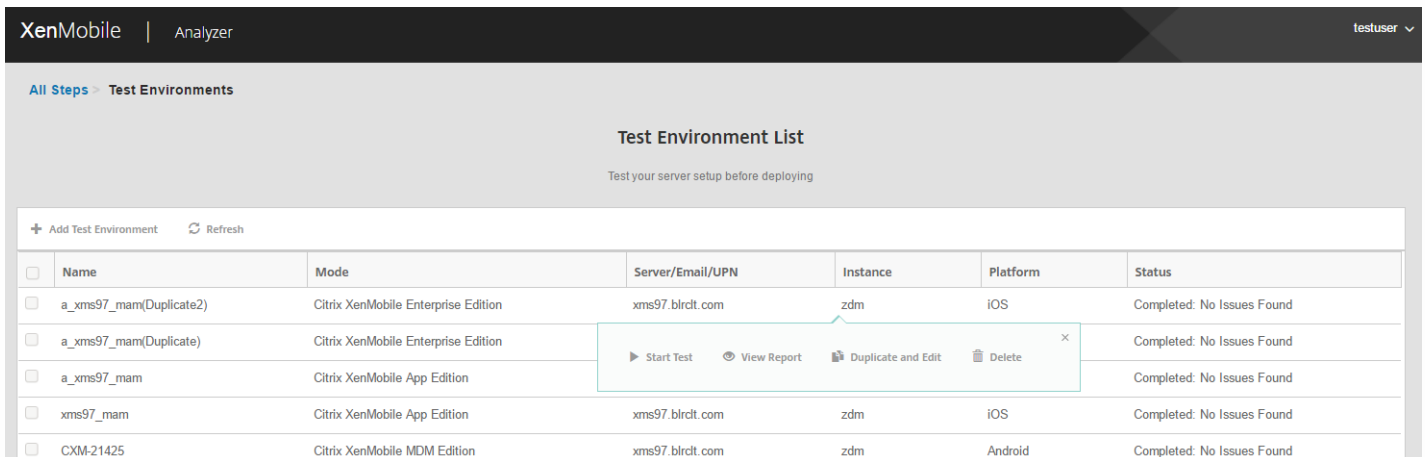 XenMobile | Analyzer testuser
All Steps > Test Environments
Test Environment List
Test your server setup before deploying
Add Test Environment Refresh
Name Mode Server/Email/UPN Instance Platform Status
a_xms97_mam(Duplicate2) Citrix XenMobile Enterprise Edition xms97.blrclt.com zdm iOS Completed: No Issues Found
a_xms97_mam(Duplicate) Citrix XenMobile Enterprise Edition Completed: No Issues Found
Start Test View Report Duplicate and Edit Delete
a_xms97_mam Citrix XenMobile App Edition Completed: No Issues Found
xms97_mam Citrix XenMobile App Edition xms97.blrclt.com zdm iOS Completed: No Issues Found
CXM-21425 Citrix XenMobile MDM Edition xms97.blrclt.com zdm Android Completed: No Issues Found